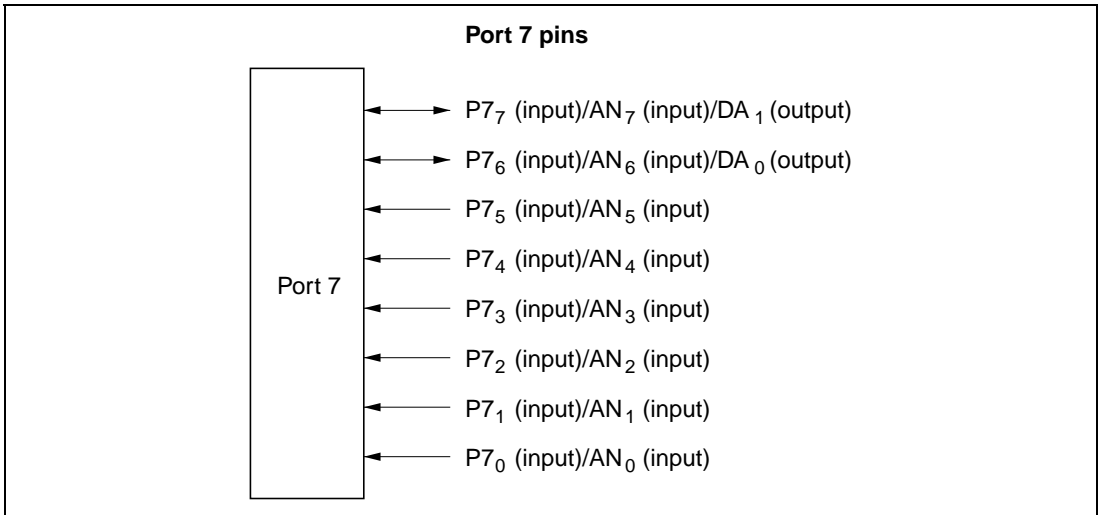 Port 7 pins
P7₇ (input)/AN₇ (input)/DA₁ (output)
P7₆ (input)/AN₆ (input)/DA₀ (output)
P7₅ (input)/AN₅ (input)
P7₄ (input)/AN₄ (input)
Port 7
P7₃ (input)/AN₃ (input)
P7₂ (input)/AN₂ (input)
P7₁ (input)/AN₁ (input)
P7₀ (input)/AN₀ (input)